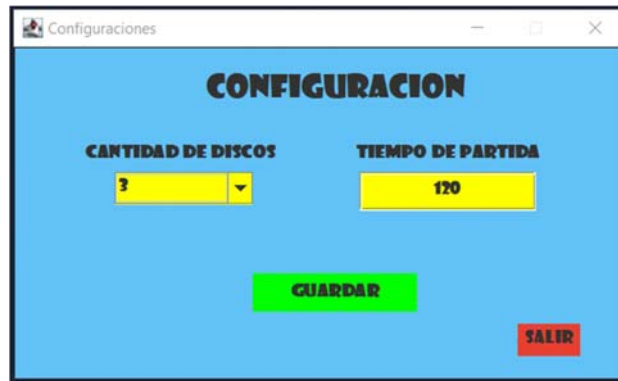 Configuraciones
CONFIGURACION
CANTIDAD DE DISCOS
TIEMPO DE PARTIDA
3
120
GUARDAR
SALIR